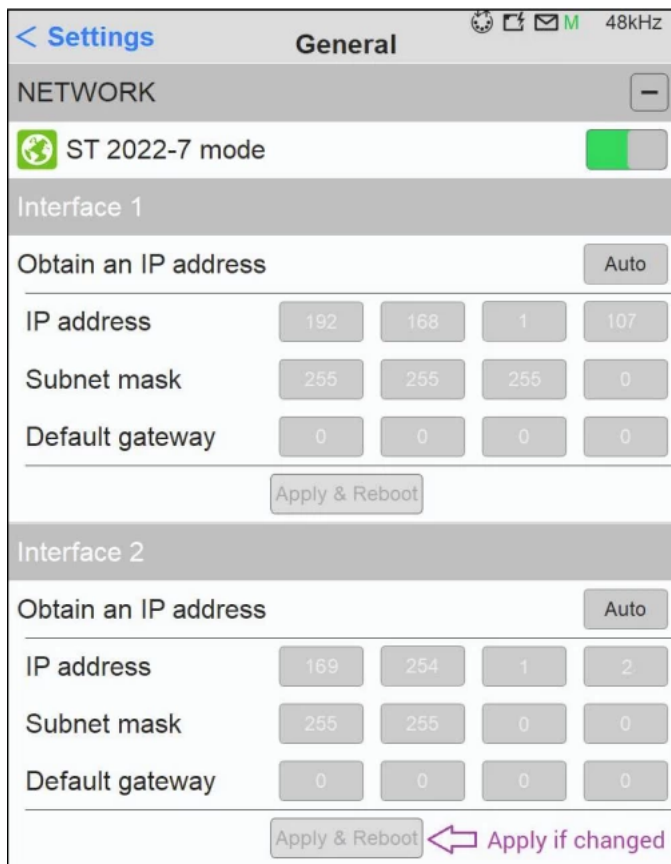 < Settings
General
M 48kHz
NETWORK
ST 2022-7 mode
Interface 1
Obtain an IP address Auto
IP address 192 168 1 107
Subnet mask 255 255 255 0
Default gateway 0 0 0 0
Apply & Reboot
Interface 2
Obtain an IP address Auto
IP address 169 254 1 2
Subnet mask 255 255 0 0
Default gateway 0 0 0 0
Apply & Reboot Apply if changed